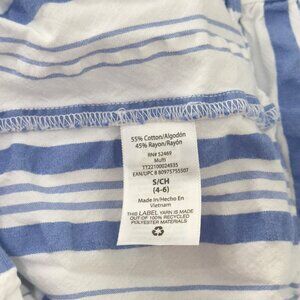 55% Cotton/Algodón
45% Rayon/Rayón
RN# 52469
Multi
TT22100024935
EAN/UPC 8 80975755507
S/CH
(4-6)
Made in/Hecho En
Vietnam
THIS LABEL YARN IS MADE
OUT OF 100% RECYCLED
POLYESTER MATERIALS